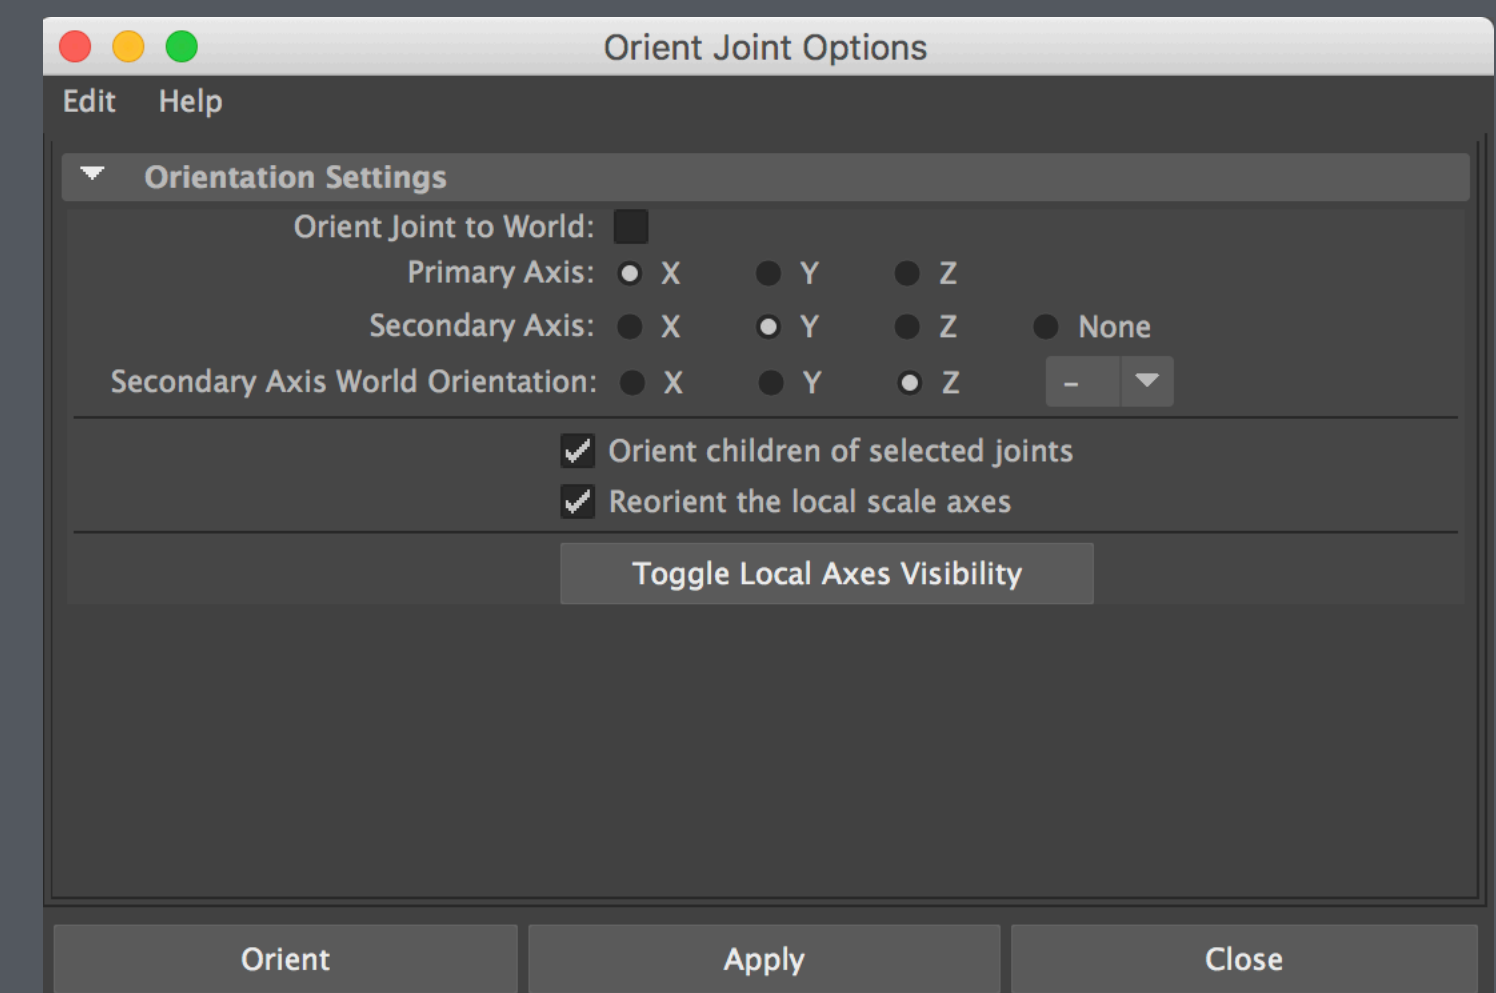 Orient Joint Options
Edit Help
Orientation Settings
Orient Joint to World:
Primary Axis: X Y Z
Secondary Axis: X Y Z None
Secondary Axis World Orientation: X Y Z -
Orient children of selected joints
Reorient the local scale axes
Toggle Local Axes Visibility
Orient Apply Close